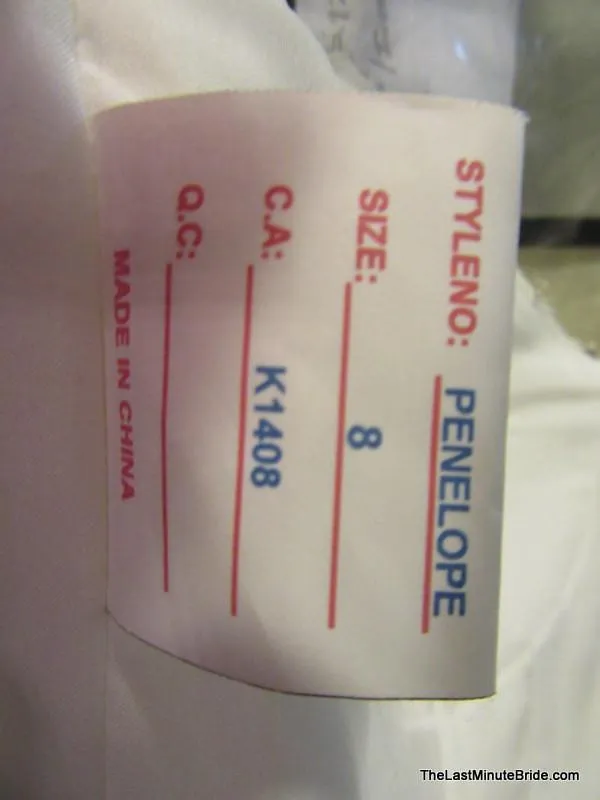 STYLENO: PENELOPE
SIZE: 8
C.A: K1408
Q.C:
MADE IN CHINA
TheLastMinuteBride.com